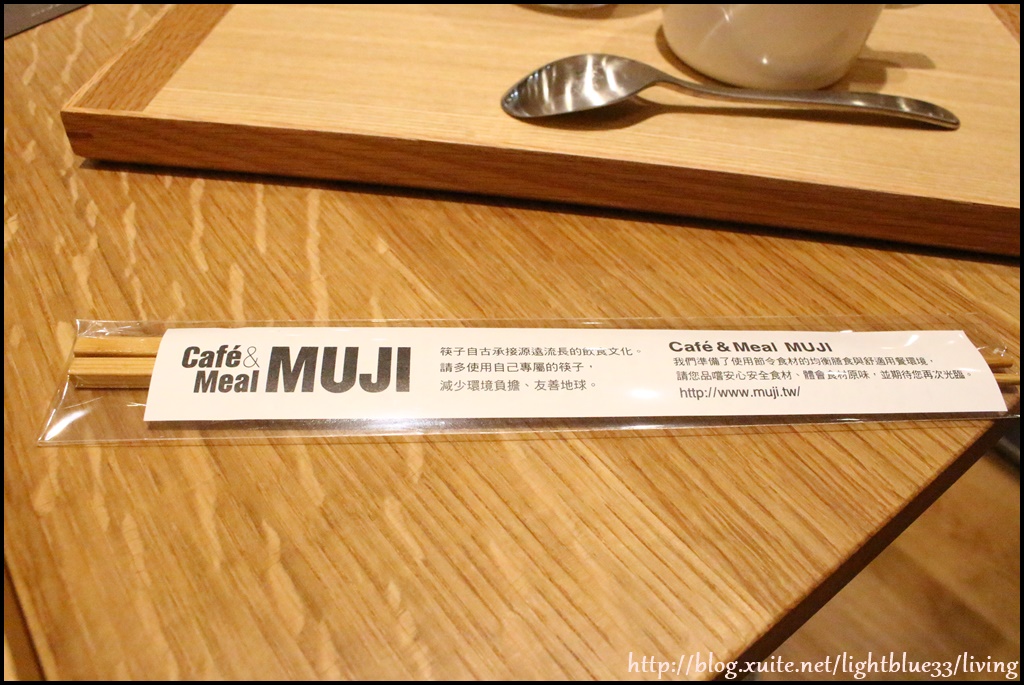 Café &
Meal
MUJI
筷子自古承接源遠流長的飲食文化。
請多使用自己專屬的筷子，
減少環境負擔、友善地球。
Café & Meal MUJI
我們準備了使用節令食材的均衡膳食與舒適用餐環境，
請您品嚐安心安全食材、體會食材原味，並期待您再次光臨。
http://www.muji.tw/
http://blog.xuite.net/lightblue33/living